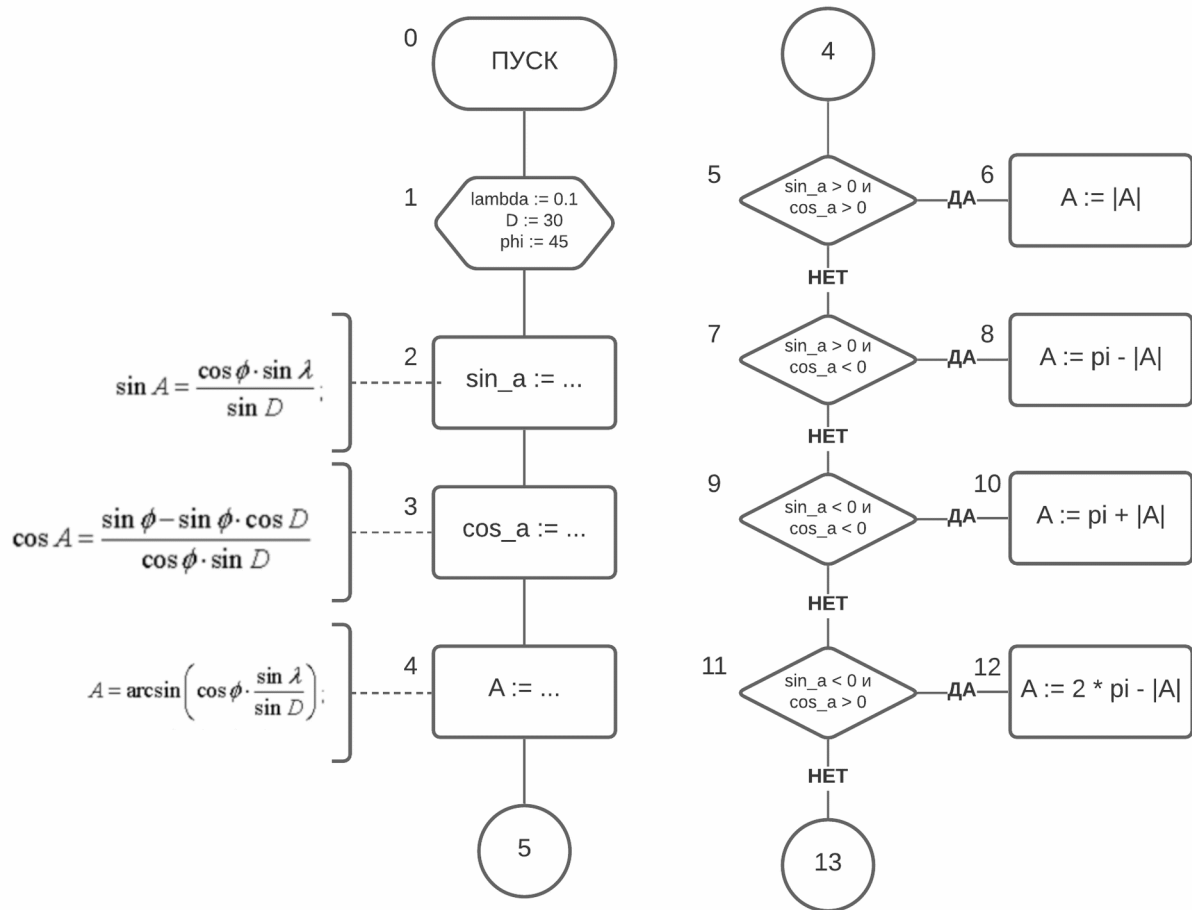 0
ПУСК
1
lambda := 0.1
D := 30
phi := 45
sin A = (cos ϕ · sin λ) / (sin D) ;
2
sin_a := ...
cos A = (sin ϕ − sin ϕ · cos D) / (cos ϕ · sin D)
3
cos_a := ...
A = arcsin(cos ϕ · (sin λ) / (sin D)) ;
4
A := ...
5
4
5
sin_a > 0 и
cos_a > 0
ДА
6
A := |A|
НЕТ
7
sin_a > 0 и
cos_a < 0
ДА
8
A := pi - |A|
НЕТ
9
sin_a < 0 и
cos_a < 0
ДА
10
A := pi + |A|
НЕТ
11
sin_a < 0 и
cos_a > 0
ДА
12
A := 2 * pi - |A|
НЕТ
13